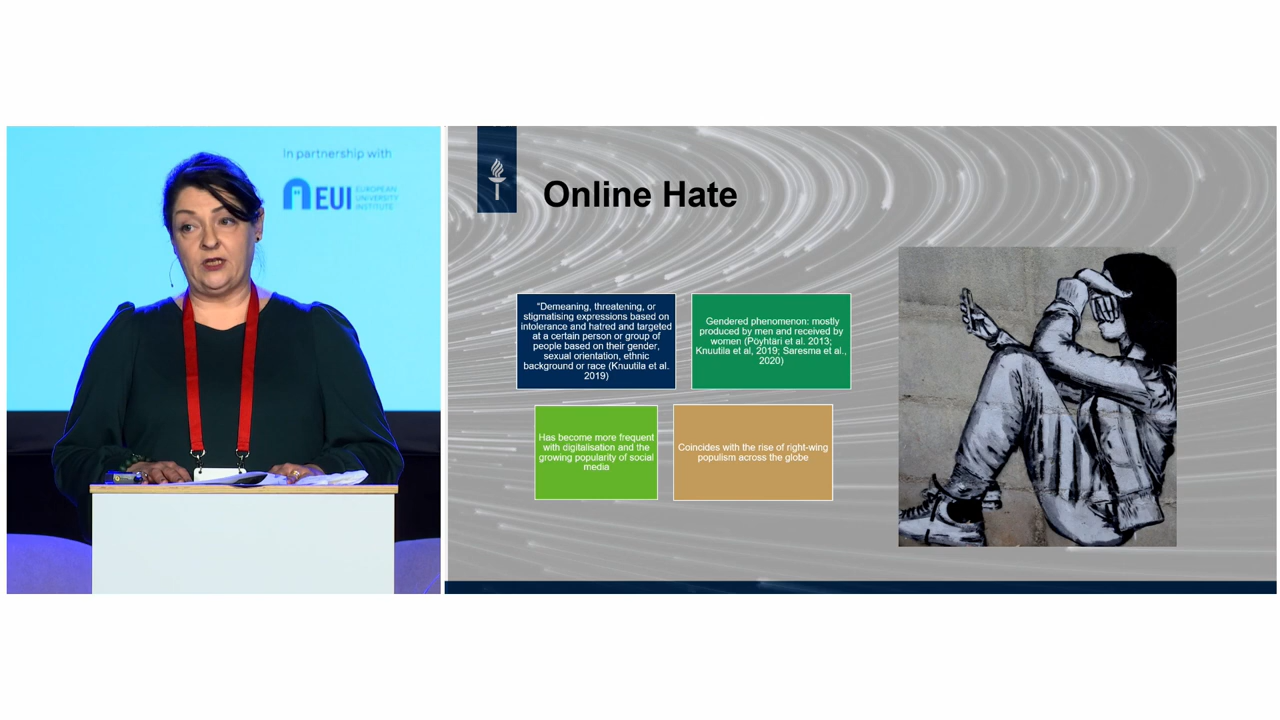 In partnership with
EUI
EUROPEAN
UNIVERSITY
INSTITUTE
Online Hate
"Demeaning, threatening, or
stigmatising expressions based on
intolerance and hatred and targeted
at a certain person or group of
people based on their gender,
sexual orientation, ethnic
background or race (Knuutila et al.
2019)
Gendered phenomenon: mostly
produced by men and received by
women (Pöyhtäri et al. 2013;
Knuutila et al, 2019; Saresma et al.,
2020)
Has become more frequent
with digitalisation and the
growing popularity of social
media
Coincides with the rise of right-wing
populism across the globe